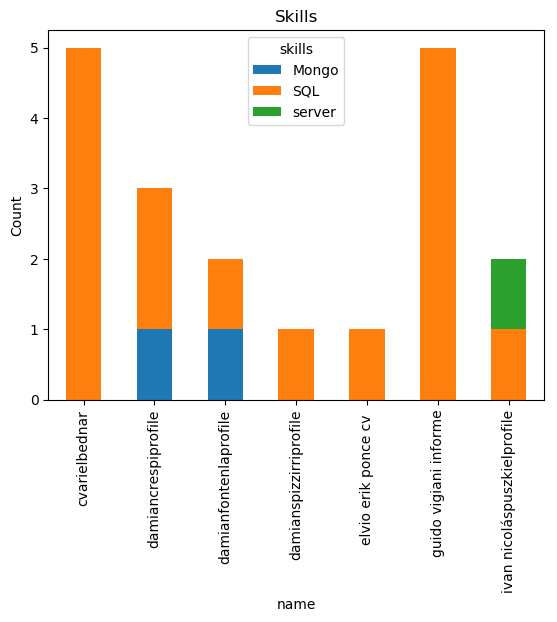 Skills
skills
Mongo
SQL
server
Count
5
4
3
2
1
0
cvarielbednar
damiancrespiprofile
damianfontenlaprofile
damianspizzirriprofile
elvio erik ponce cv
guido vigiani informe
ivan nicoláspuszkielprofile
name